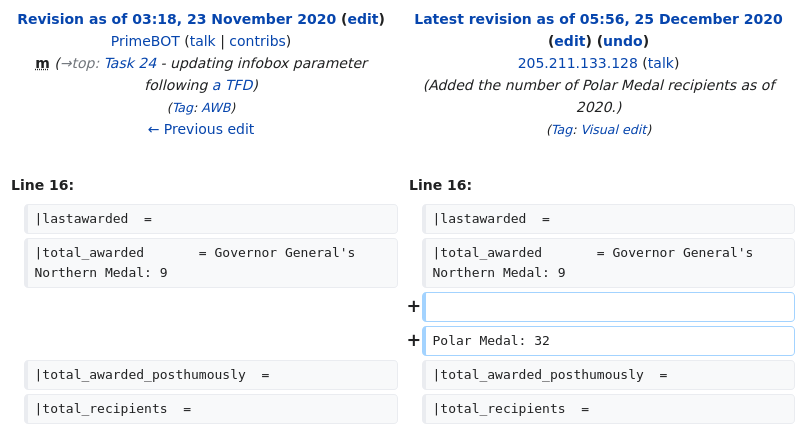 Revision as of 03:18, 23 November 2020 (edit)
PrimeBOT (talk | contribs)
m (→top: Task 24 - updating infobox parameter
following a TFD)
(Tag: AWB)
← Previous edit
Latest revision as of 05:56, 25 December 2020
(edit) (undo)
205.211.133.128 (talk)
(Added the number of Polar Medal recipients as of
2020.)
(Tag: Visual edit)
Line 16:
Line 16:
|lastawarded  =
|lastawarded  =
|total_awarded       = Governor General's
Northern Medal: 9
|total_awarded       = Governor General's
Northern Medal: 9
+
+ Polar Medal: 32
|total_awarded_posthumously  =
|total_awarded_posthumously  =
|total_recipients  =
|total_recipients  =